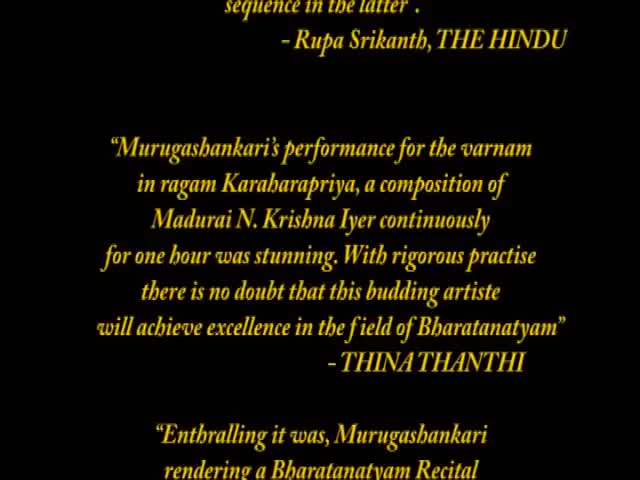 sequence in the latter".
- Rupa Srikanth, THE HINDU
"Murugashankari's performance for the varnam
in ragam Karaharapriya, a composition of
Madurai N. Krishna Iyer continuously
for one hour was stunning. With rigorous practise
there is no doubt that this budding artiste
will achieve excellence in the field of Bharatanatyam"
- THINA THANTHI
"Enthralling it was, Murugashankari
rendering a Bharatanatyam Recital